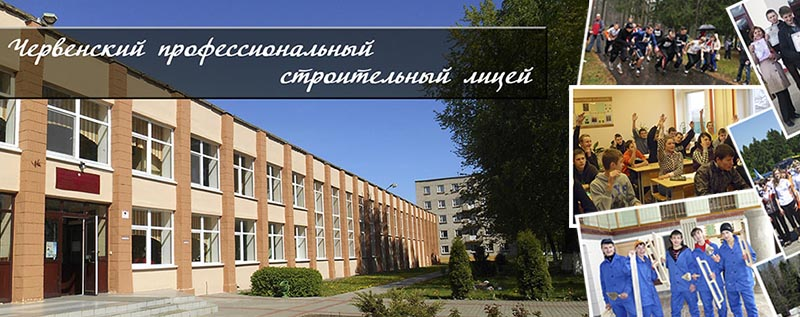 Червенский профессиональный
строительный лицей